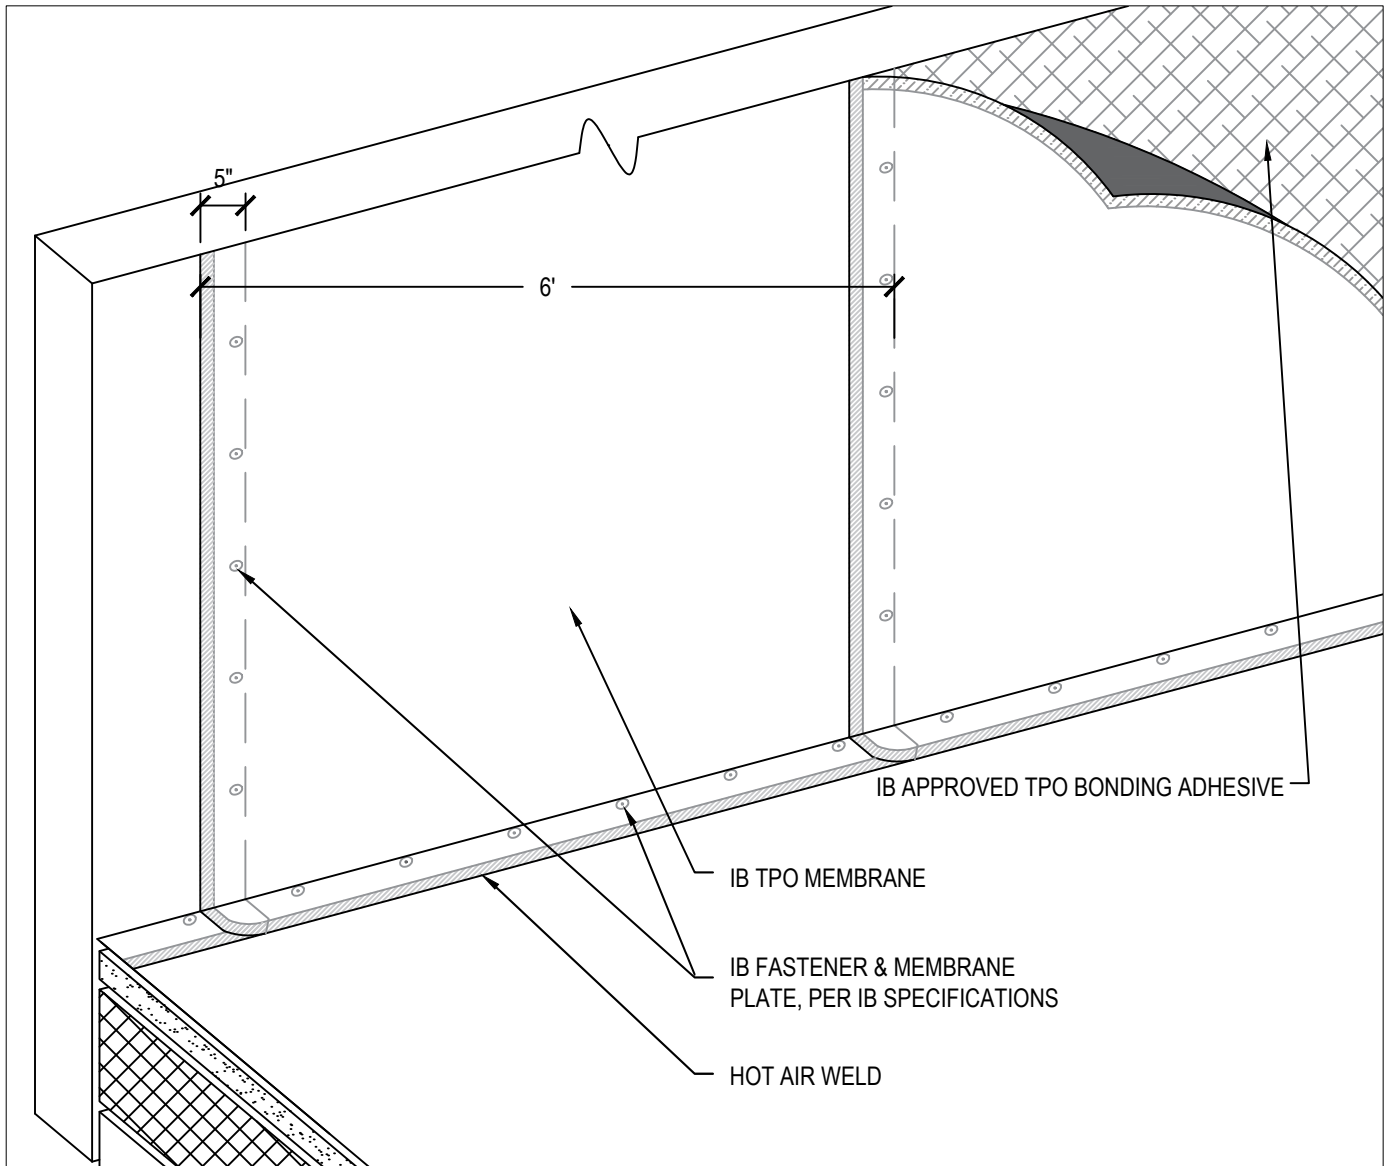 5"
6'
IB APPROVED TPO BONDING ADHESIVE
IB TPO MEMBRANE
IB FASTENER & MEMBRANE
PLATE, PER IB SPECIFICATIONS
HOT AIR WELD